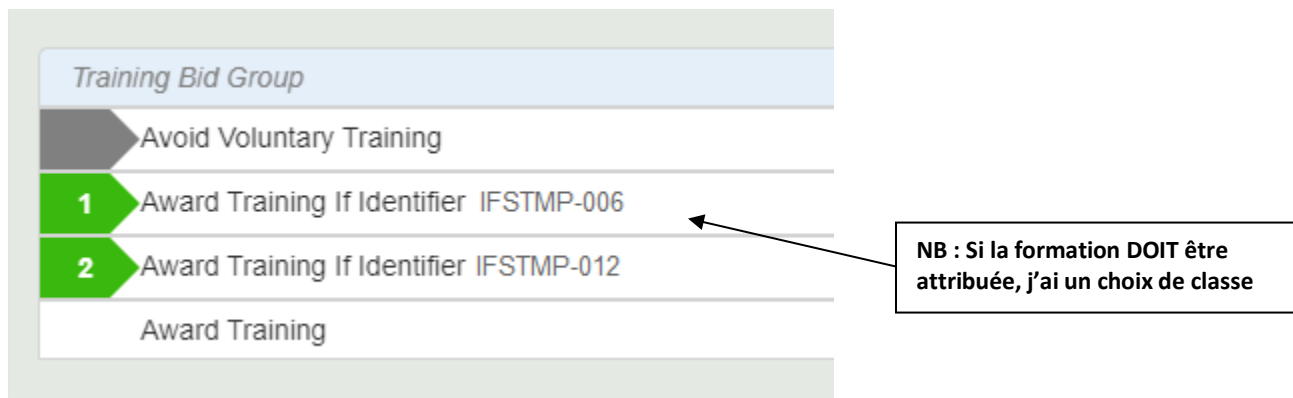 Training Bid Group
Avoid Voluntary Training
1 Award Training If Identifier IFSTMP-006
2 Award Training If Identifier IFSTMP-012
Award Training
NB : Si la formation DOIT être
attribuée, j’ai un choix de classe